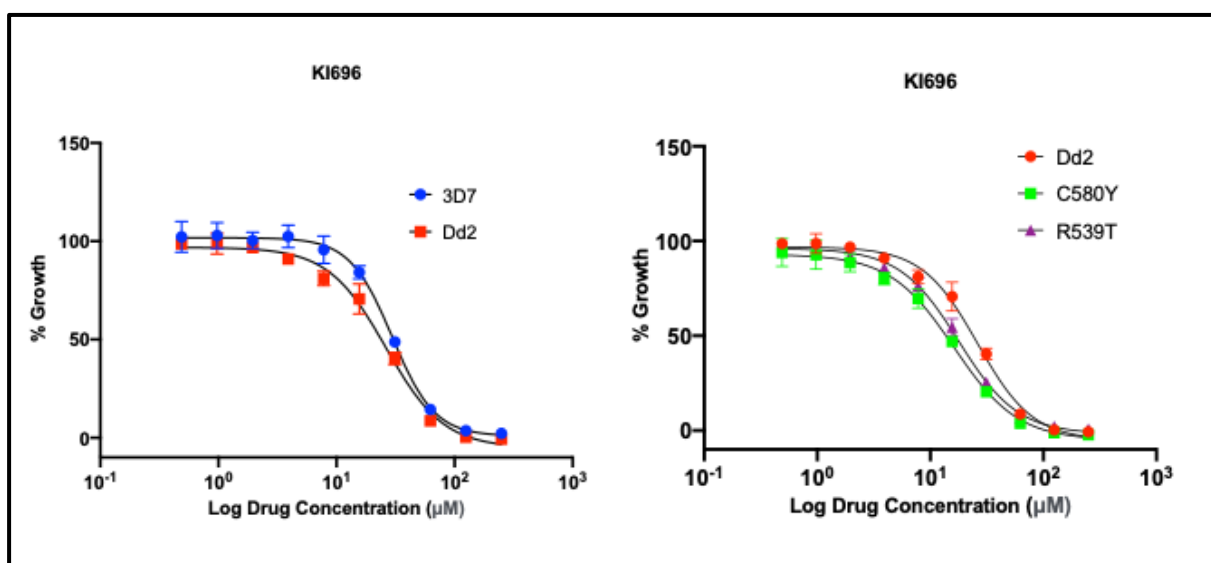 KI696
150
100
50
0
% Growth
3D7
Dd2
10-1
100
101
102
103
Log Drug Concentration (µM)
KI696
150
100
50
0
% Growth
Dd2
C580Y
R539T
10-1
100
101
102
103
Log Drug Concentration (µM)